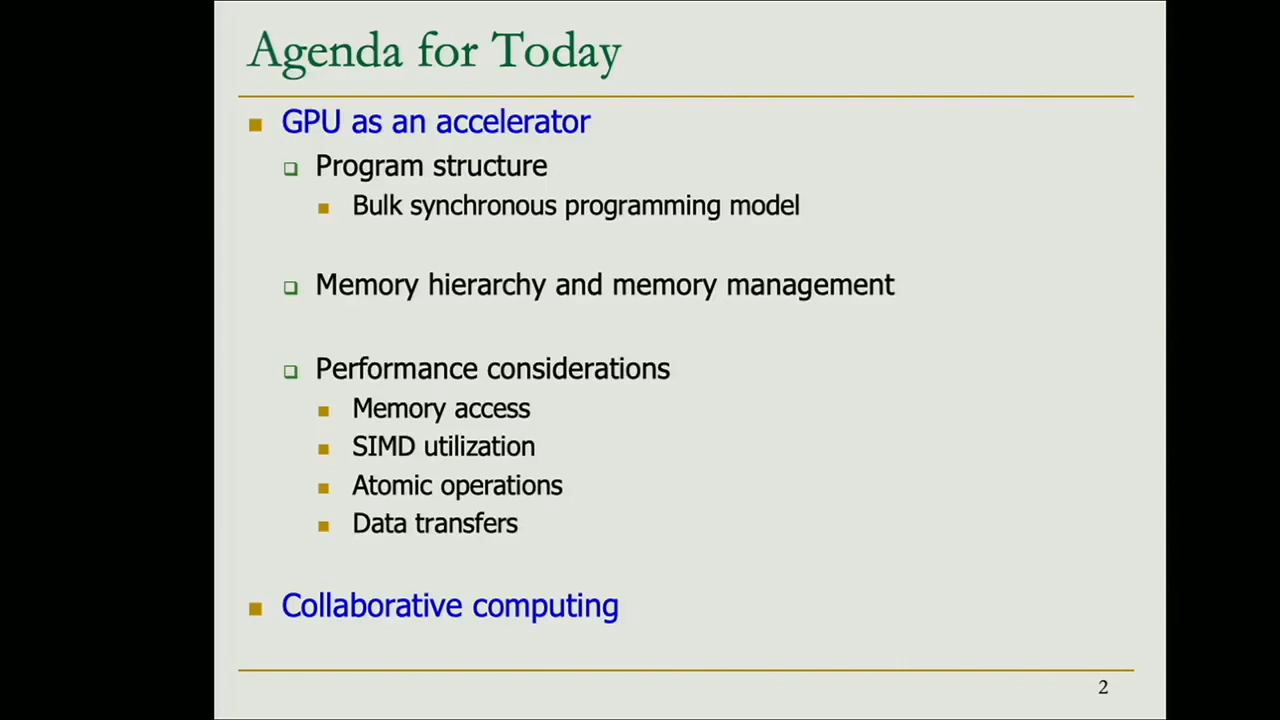 Agenda for Today
GPU as an accelerator
Program structure
Bulk synchronous programming model
Memory hierarchy and memory management
Performance considerations
Memory access
SIMD utilization
Atomic operations
Data transfers
Collaborative computing
2